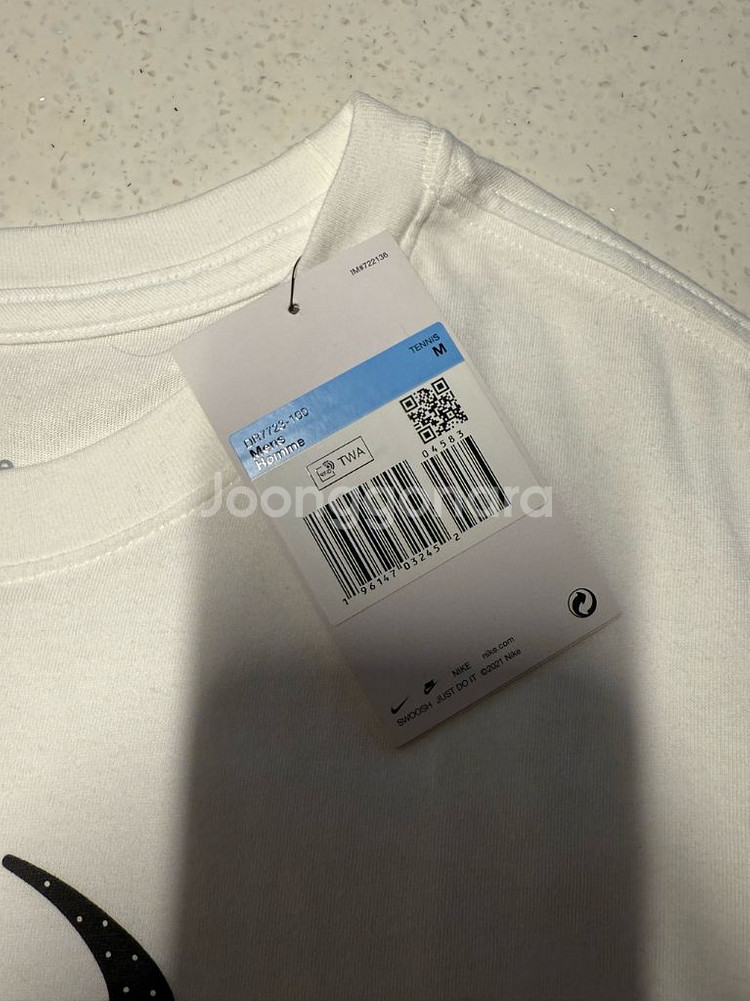 IM#722136
TENNIS
M
Men's
Homme
TWA
04583
1 96147 03245 2
Joonggonara
NIKE nike.com
SWOOSH JUST DO IT ©2021 Nike